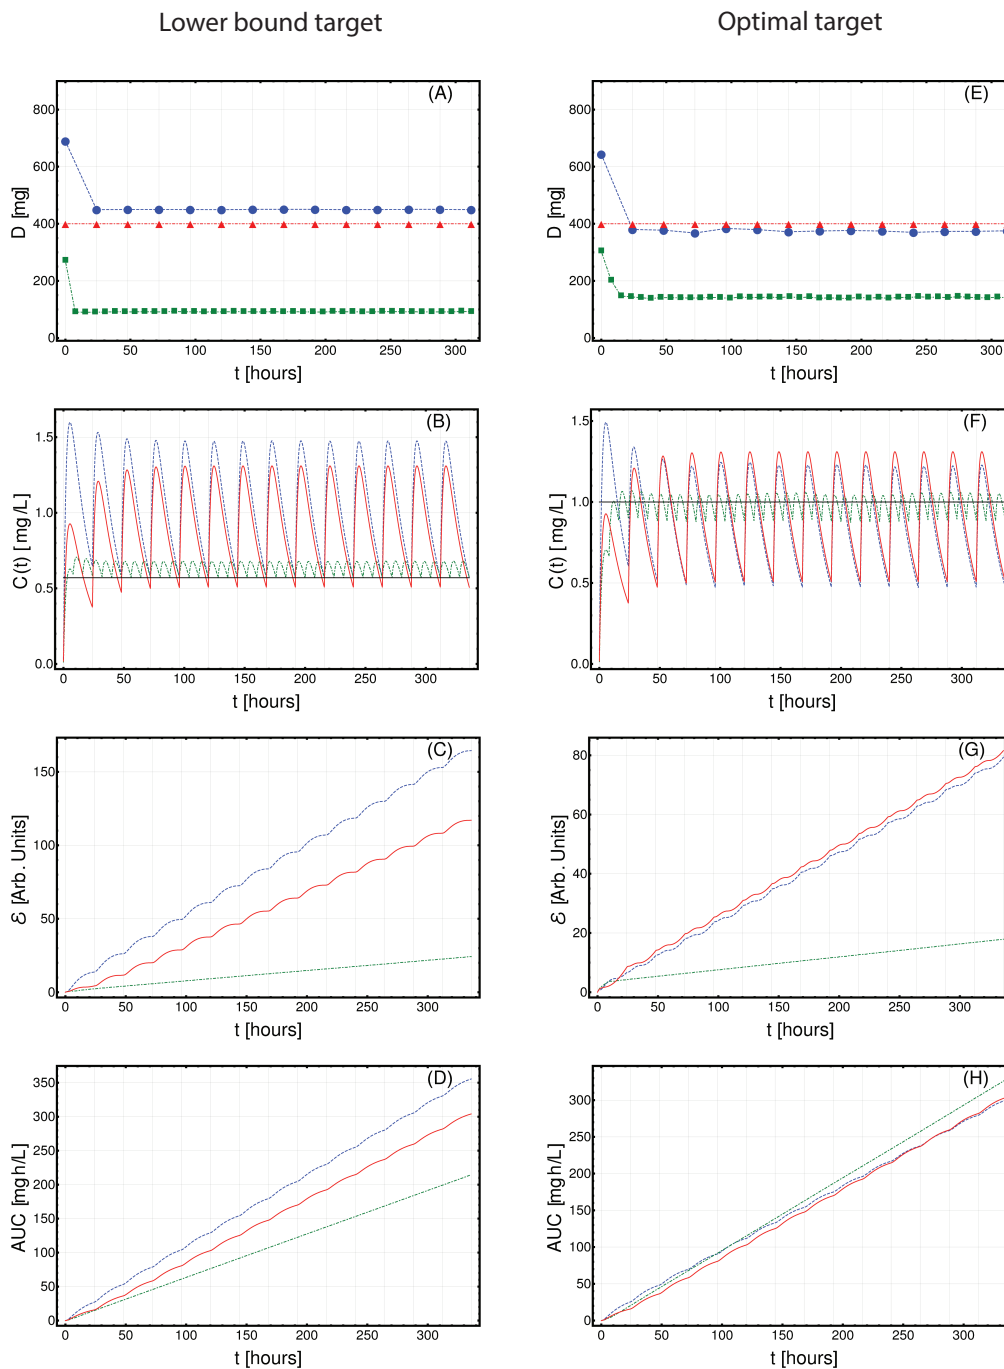 Lower bound target
Optimal target
(A)
800
600
400
200
0
D [mg]
0 50 100 150 200 250 300
t [hours]
(E)
800
600
400
200
0
D [mg]
0 50 100 150 200 250 300
t [hours]
(B)
1.5
1.0
0.5
0.0
C(t) [mg/L]
0 50 100 150 200 250 300
t [hours]
(F)
1.5
1.0
0.5
0.0
C(t) [mg/L]
0 50 100 150 200 250 300
t [hours]
(C)
150
100
50
0
ℰ [Arb. Units]
0 50 100 150 200 250 300
t [hours]
(G)
80
60
40
20
0
ℰ [Arb. Units]
0 50 100 150 200 250 300
t [hours]
(D)
350
300
250
200
150
100
50
0
AUC [mg h/L]
0 50 100 150 200 250 300
t [hours]
(H)
300
250
200
150
100
50
0
AUC [mg h/L]
0 50 100 150 200 250 300
t [hours]